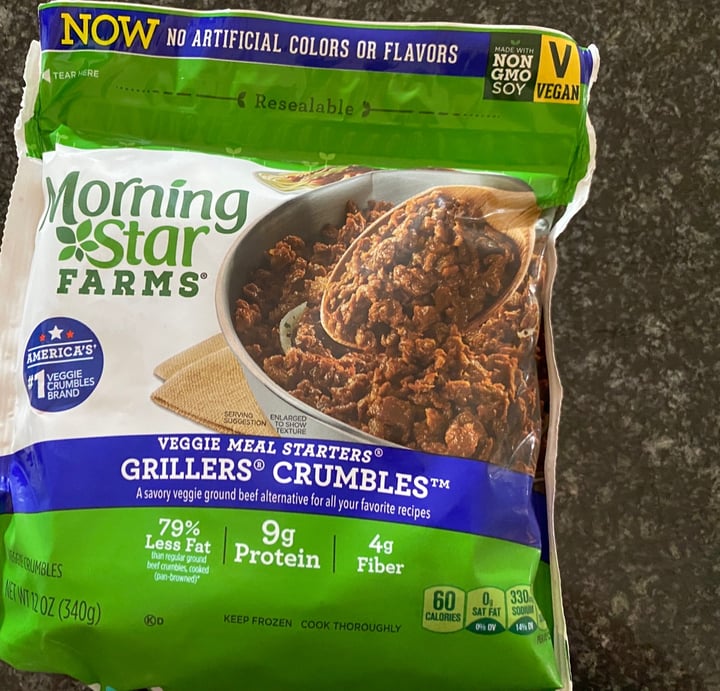 NOW NO ARTIFICIAL COLORS OR FLAVORS
MADE WITH
NON
GMO
SOY
V
VEGAN
TEAR HERE
Resealable
Morning
Star
FARMS®
AMERICA'S*
#1 VEGGIE
CRUMBLES
BRAND
SERVING
SUGGESTION
ENLARGED
TO SHOW
TEXTURE
VEGGIE MEAL STARTERS®
GRILLERS® CRUMBLES™
A savory veggie ground beef alternative for all your favorite recipes
79%
Less Fat
than regular ground
beef crumbles, cooked
(pan-browned)*
9g
Protein
4g
Fiber
CRUMBLES
NET WT 12 OZ (340g)
KD
KEEP FROZEN COOK THOROUGHLY
60
CALORIES
0g
SAT FAT
0% DV
330
SODIUM
14% DV